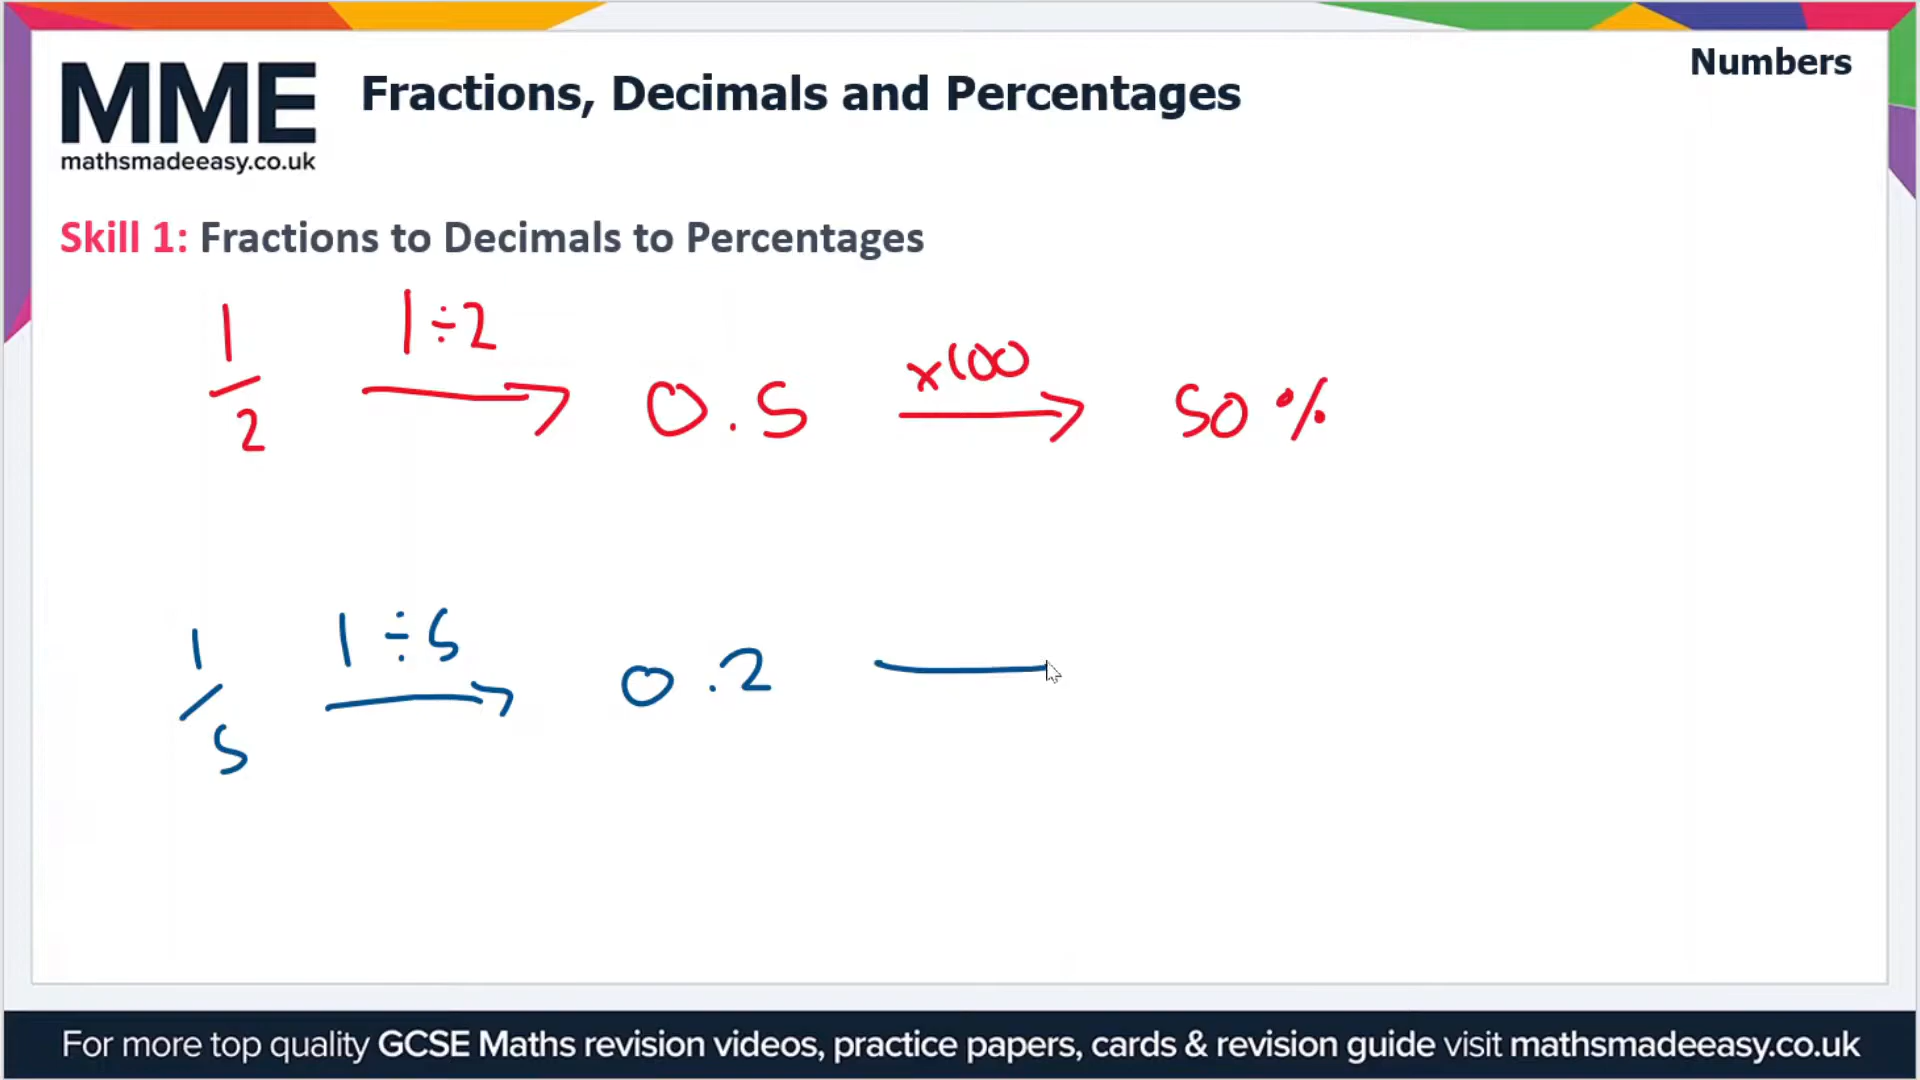 Numbers
MME
mathsmadeeasy.co.uk
Fractions, Decimals and Percentages
Skill 1: Fractions to Decimals to Percentages
1/2 1÷2 → 0.5 ×100 → 50%
1/5 1÷5 → 0.2
For more top quality GCSE Maths revision videos, practice papers, cards & revision guide visit mathsmadeeasy.co.uk